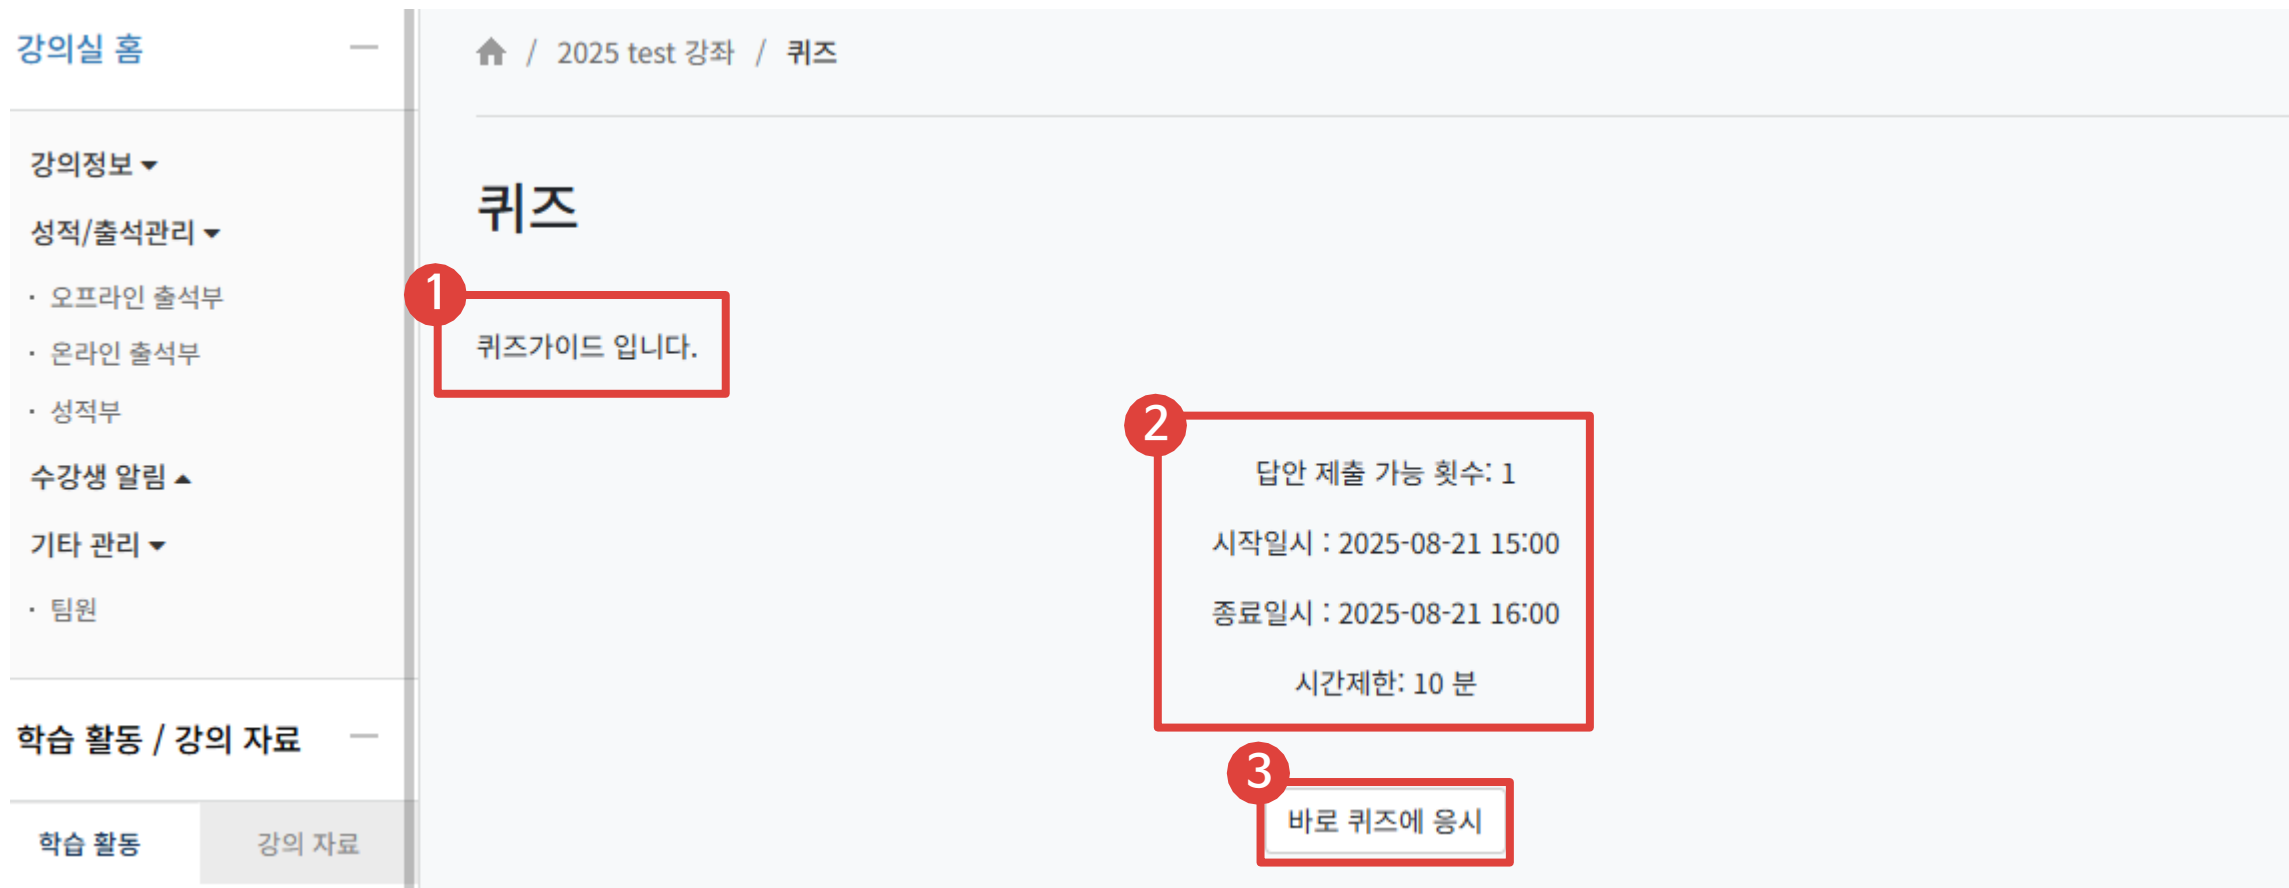 강의실 홈
강의정보
성적/출석관리
· 오프라인 출석부
· 온라인 출석부
· 성적부
수강생 알림
기타 관리
· 팀원
학습 활동 / 강의 자료
학습 활동
강의 자료
/ 2025 test 강좌 / 퀴즈
퀴즈
1
퀴즈가이드 입니다.
2
답안 제출 가능 횟수: 1
시작일시 : 2025-08-21 15:00
종료일시 : 2025-08-21 16:00
시간제한: 10 분
3
바로 퀴즈에 응시